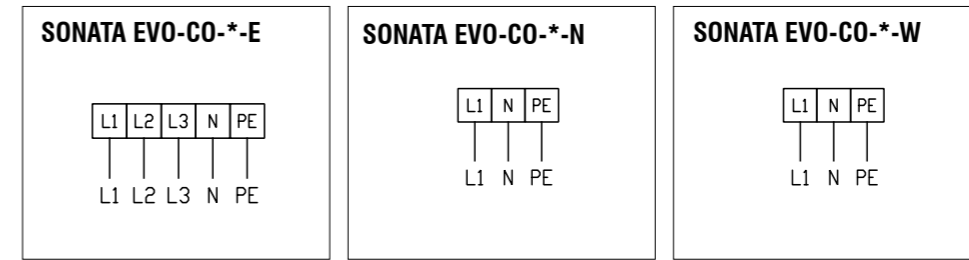 SONATA EVO-CO-*-E
L1 L2 L3 N PE
L1 L2 L3 N PE
SONATA EVO-CO-*-N
L1 N PE
L1 N PE
SONATA EVO-CO-*-W
L1 N PE
L1 N PE